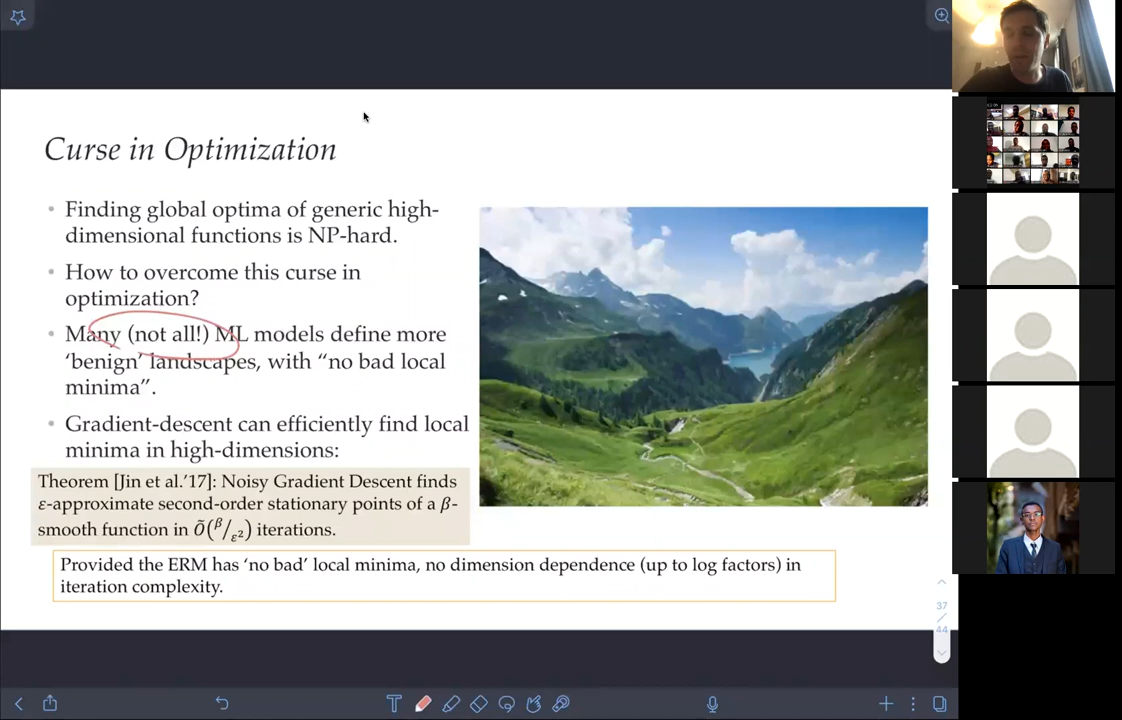 Curse in Optimization
• Finding global optima of generic high-
dimensional functions is NP-hard.
• How to overcome this curse in
optimization?
• Many (not all!) ML models define more
‘benign’ landscapes, with “no bad local
minima”.
• Gradient-descent can efficiently find local
minima in high-dimensions:
Theorem [Jin et al.’17]: Noisy Gradient Descent finds
ε-approximate second-order stationary points of a β-
smooth function in Õ(β/ε²) iterations.
Provided the ERM has ‘no bad’ local minima, no dimension dependence (up to log factors) in
iteration complexity.
37
/
44